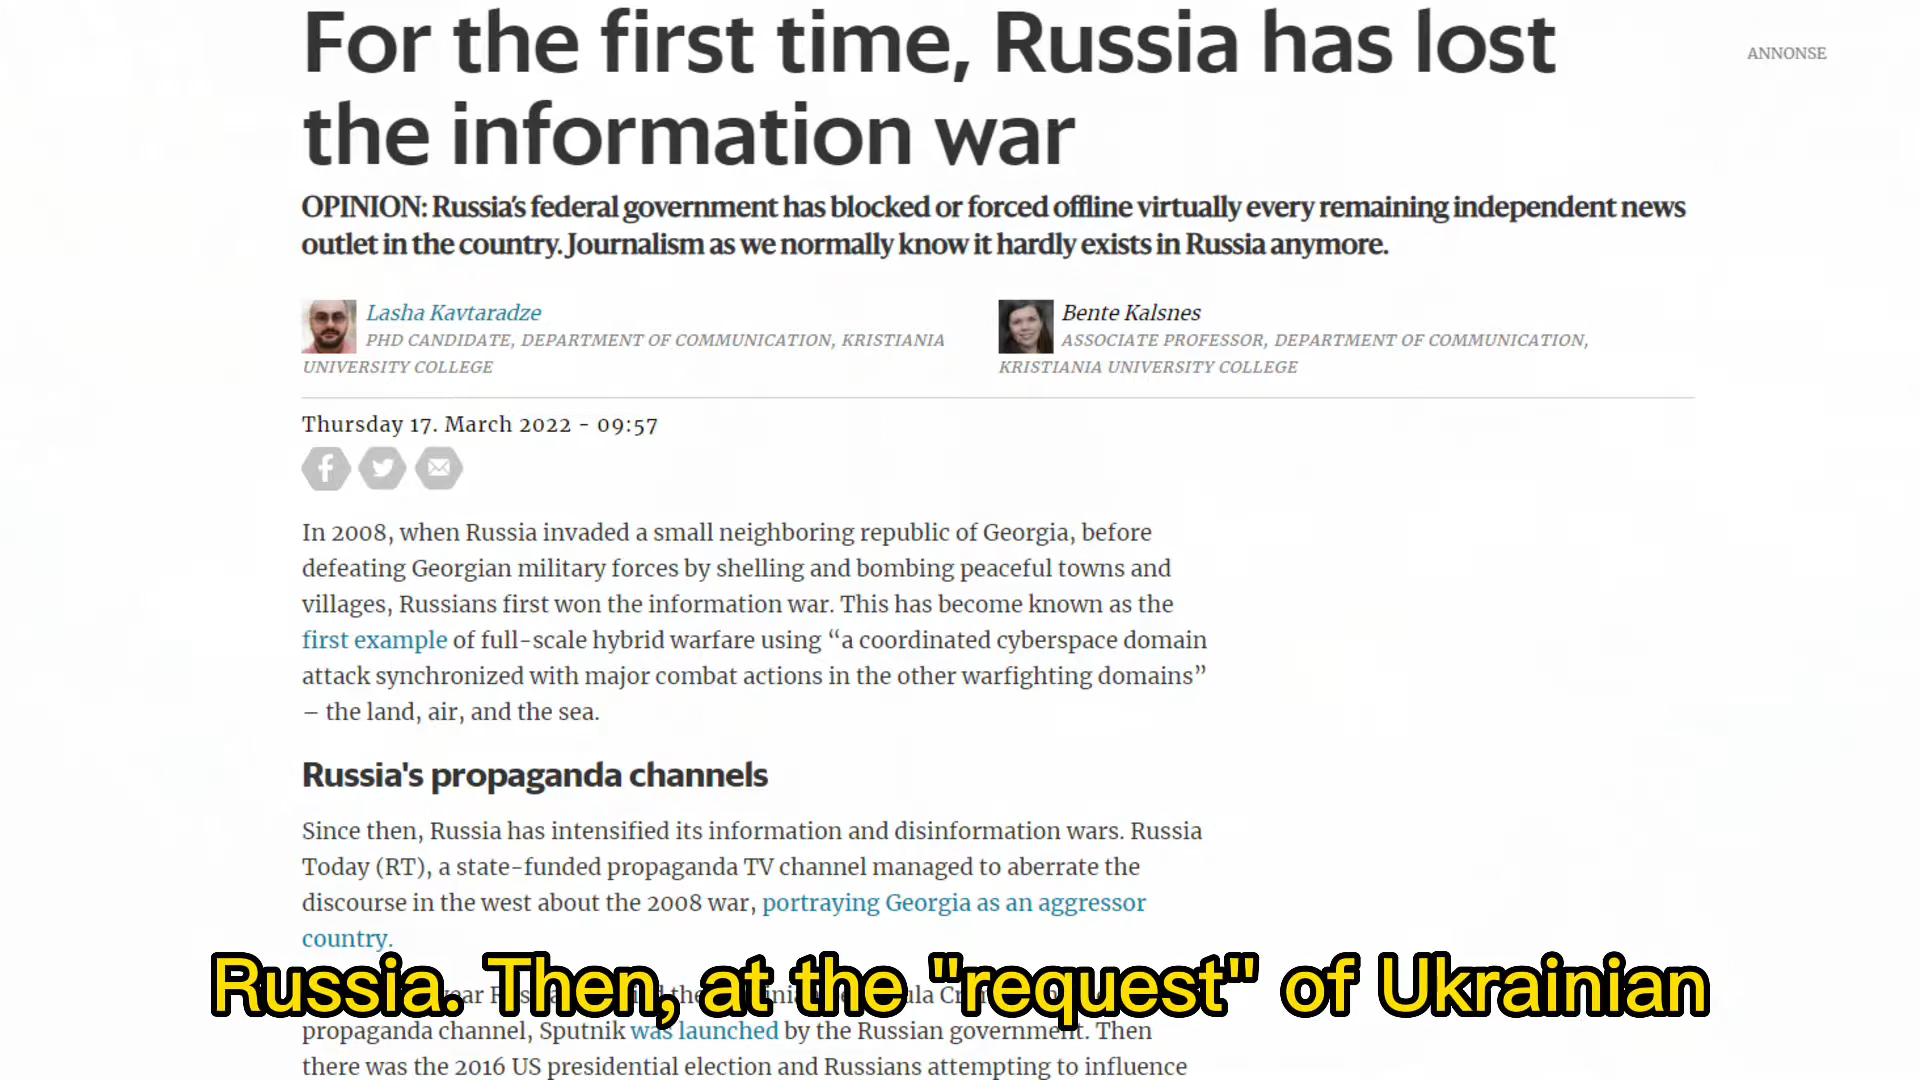 For the first time, Russia has lost
the information war
ANNONSE
OPINION: Russia's federal government has blocked or forced offline virtually every remaining independent news
outlet in the country. Journalism as we normally know it hardly exists in Russia anymore.
Lasha Kavtaradze
PHD CANDIDATE, DEPARTMENT OF COMMUNICATION, KRISTIANIA
UNIVERSITY COLLEGE
Bente Kalsnes
ASSOCIATE PROFESSOR, DEPARTMENT OF COMMUNICATION,
KRISTIANIA UNIVERSITY COLLEGE
Thursday 17. March 2022 - 09:57
In 2008, when Russia invaded a small neighboring republic of Georgia, before
defeating Georgian military forces by shelling and bombing peaceful towns and
villages, Russians first won the information war. This has become known as the
first example of full-scale hybrid warfare using “a coordinated cyberspace domain
attack synchronized with major combat actions in the other warfighting domains”
– the land, air, and the sea.
Russia's propaganda channels
Since then, Russia has intensified its information and disinformation wars. Russia
Today (RT), a state-funded propaganda TV channel managed to aberrate the
discourse in the west about the 2008 war, portraying Georgia as an aggressor
country.
Russia. Then, at the "request" of Ukrainian
propaganda channel, Sputnik was launched by the Russian government. Then
there was the 2016 US presidential election and Russians attempting to influence